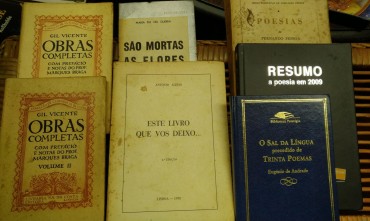 GIL VICENTE
OBRAS
COMPLETAS
COM PREFÁCIO
E NOTAS DO PROF.
MARQUES BRAGA
SÃO MORTAS
AS FLORES
POESIAS
RESUMO
a poesia em 2009
GIL VICENTE
OBRAS
COMPLETAS
COM PREFÁCIO
E NOTAS DO PROF.
MARQUES BRAGA
VOLUME II
ESTE LIVRO
QUE VOS DEIXO...
LISBOA
O SAL DA LÍNGUA
precedido de
TRINTA POEMAS
Eugénio de Andrade